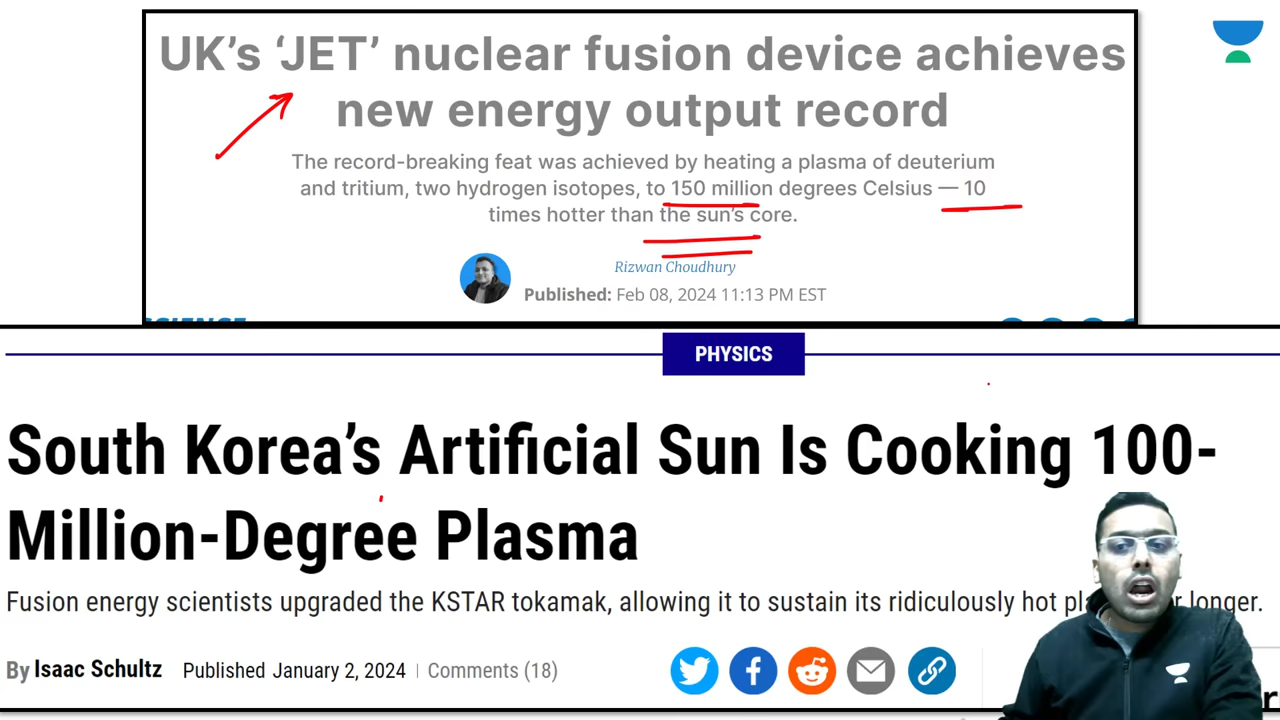 UK’s ‘JET’ nuclear fusion device achieves
new energy output record
The record-breaking feat was achieved by heating a plasma of deuterium
and tritium, two hydrogen isotopes, to 150 million degrees Celsius — 10
times hotter than the sun’s core.
Rizwan Choudhury
Published: Feb 08, 2024 11:13 PM EST
PHYSICS
South Korea’s Artificial Sun Is Cooking 100-
Million-Degree Plasma
Fusion energy scientists upgraded the KSTAR tokamak, allowing it to sustain its ridiculously hot longer.
By Isaac Schultz Published January 2, 2024 | Comments (18)